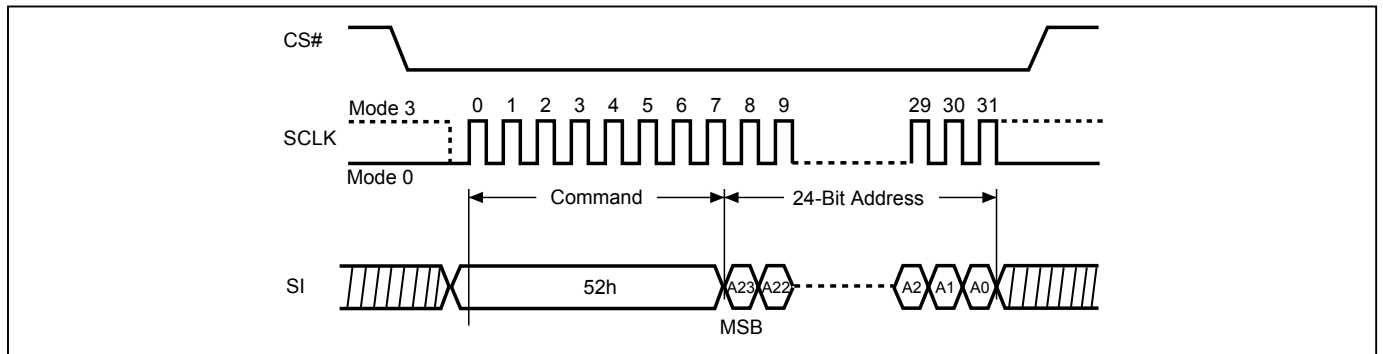 CS#
Mode 3 0 1 2 3 4 5 6 7 8 9 29 30 31
SCLK
Mode 0
Command 24-Bit Address
SI 52h A23 A22 A2 A1 A0
MSB